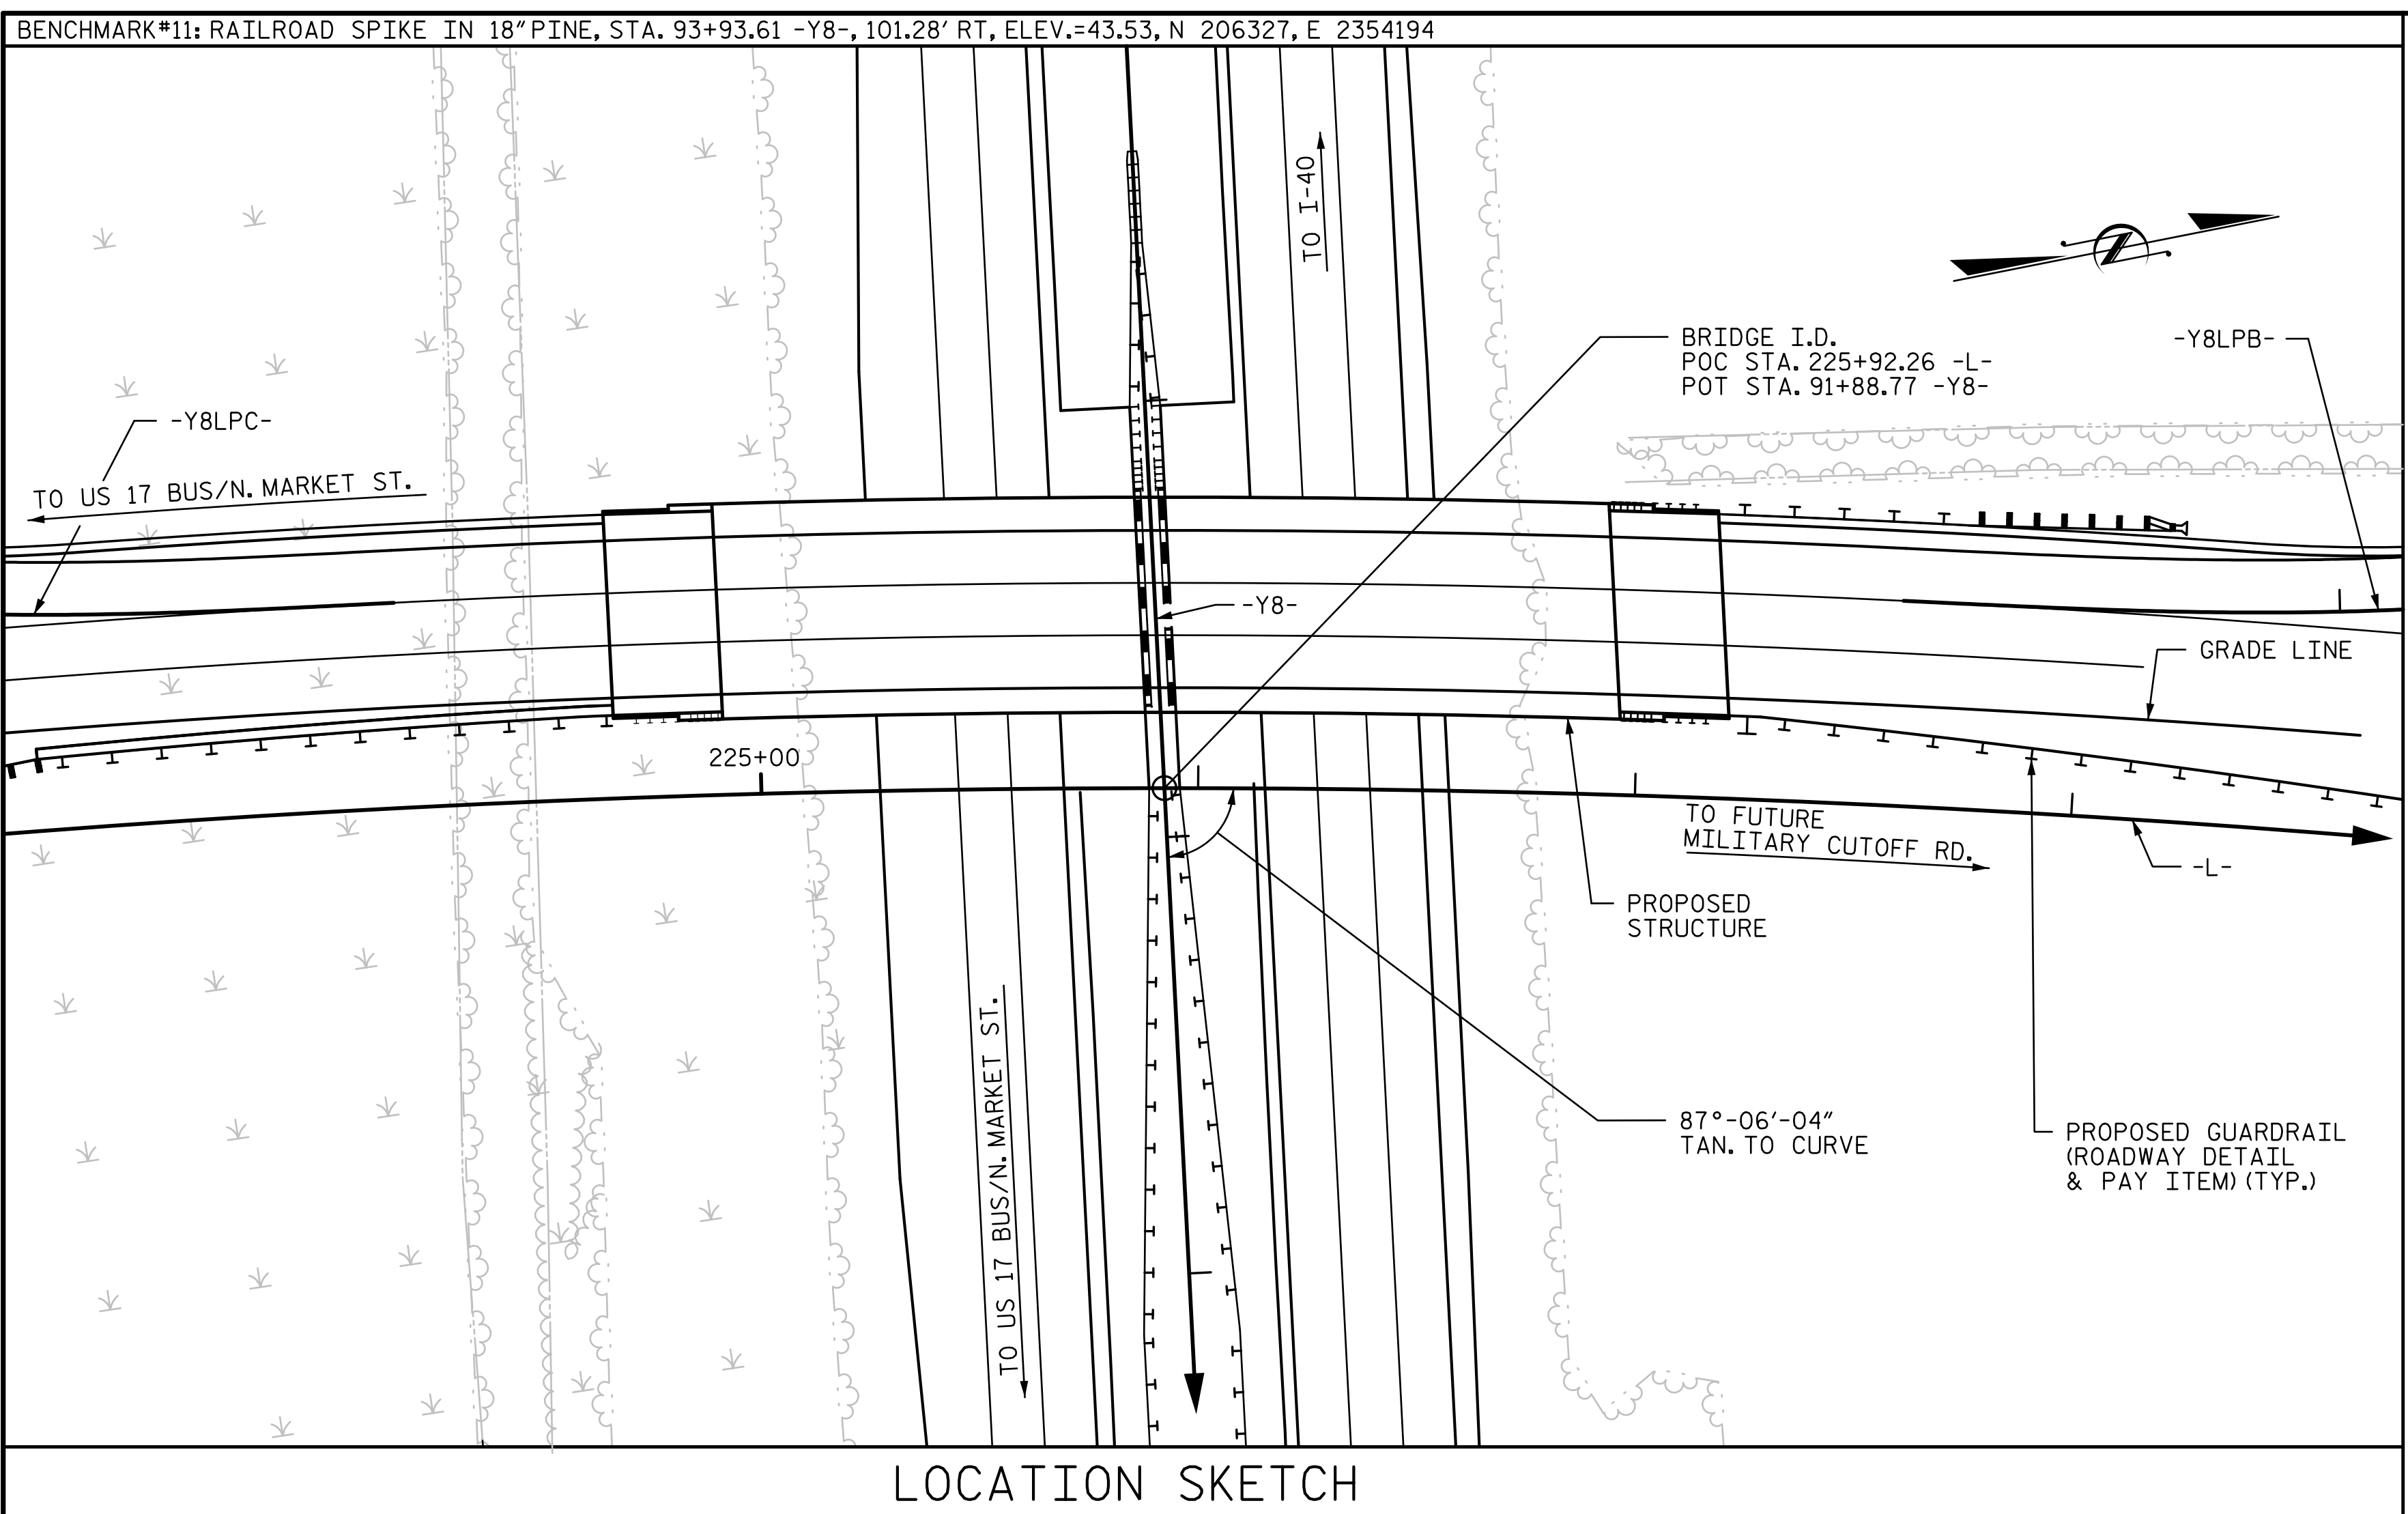 BENCHMARK#11: RAILROAD SPIKE IN 18" PINE, STA. 93+93.61 -Y8-, 101.28' RT, ELEV.=43.53, N 206327, E 2354194
TO I-40
BRIDGE I.D.
POC STA. 225+92.26 -L-
POT STA. 91+88.77 -Y8-
-Y8LPB-
-Y8LPC-
TO US 17 BUS/N. MARKET ST.
-Y8-
GRADE LINE
225+00
TO FUTURE
MILITARY CUTOFF RD.
-L-
PROPOSED
STRUCTURE
TO US 17 BUS/N. MARKET ST.
87°-06'-04"
TAN. TO CURVE
PROPOSED GUARDRAIL
(ROADWAY DETAIL
& PAY ITEM) (TYP.)
LOCATION SKETCH